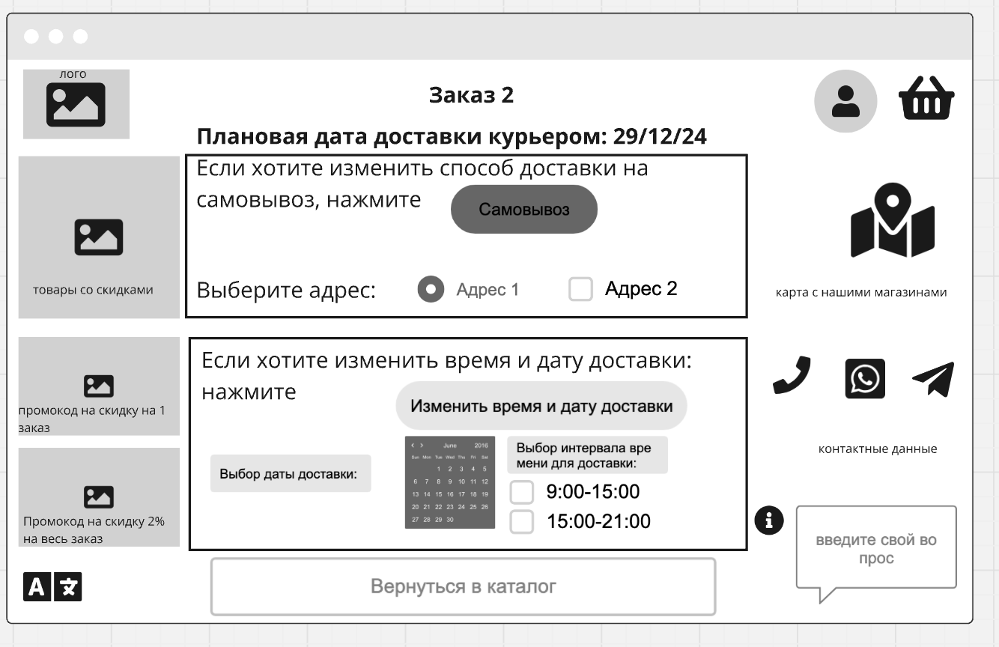 лого
Заказ 2
Плановая дата доставки курьером: 29/12/24
Если хотите изменить способ доставки на
самовывоз, нажмите
Самовывоз
товары со скидками
Выберите адрес:
Адрес 1
Адрес 2
карта с нашими магазинами
Если хотите изменить время и дату доставки:
нажмите
Изменить время и дату доставки
промокод на скидку на 1
заказ
Выбор даты доставки:
‹ › June 2016
Sun Mon Tue Wed Thu Fri Sat
1 2 3 4 5
6 7 8 9 10 11 12
13 14 15 16 17 18 19
20 21 22 23 24 25 26
27 28 29 30
Выбор интервала вре
мени для доставки:
9:00-15:00
15:00-21:00
контактные данные
Промокод на скидку 2%
на весь заказ
введите свой во
прос
A 文
Вернуться в каталог